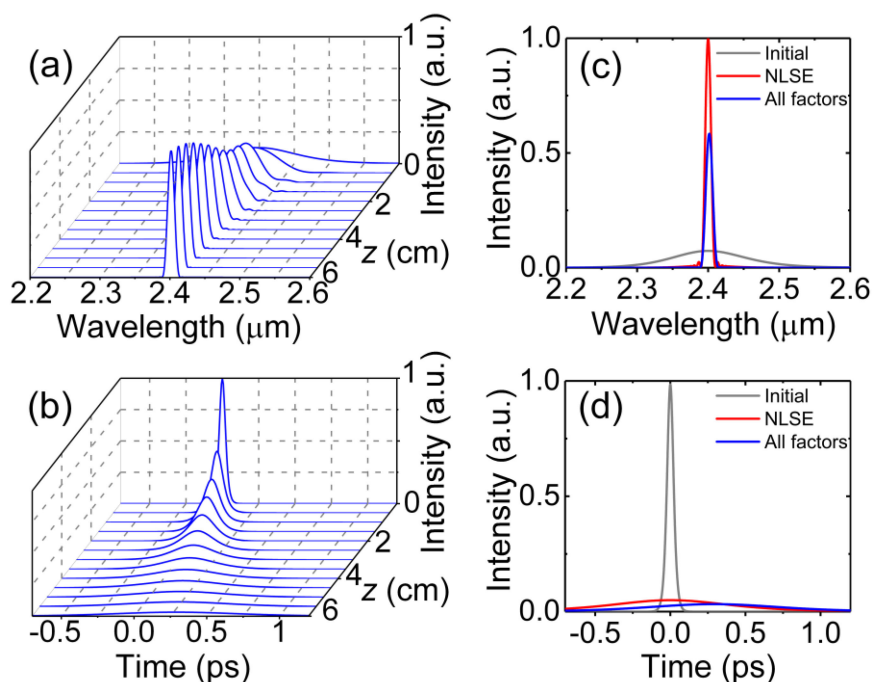 (a)
1
Intensity (a.u.)
0
2
4
z (cm)
6
2.2 2.3 2.4 2.5 2.6
Wavelength (μm)
(c)
Initial
NLSE
All factors
1.0
0.5
0.0
Intensity (a.u.)
2.2 2.3 2.4 2.5 2.6
Wavelength (μm)
(b)
1
Intensity (a.u.)
0
2
4
z (cm)
6
-0.5 0.0 0.5 1
Time (ps)
(d)
Initial
NLSE
All factors
1.0
0.5
0.0
Intensity (a.u.)
-0.5 0.0 0.5 1.0
Time (ps)